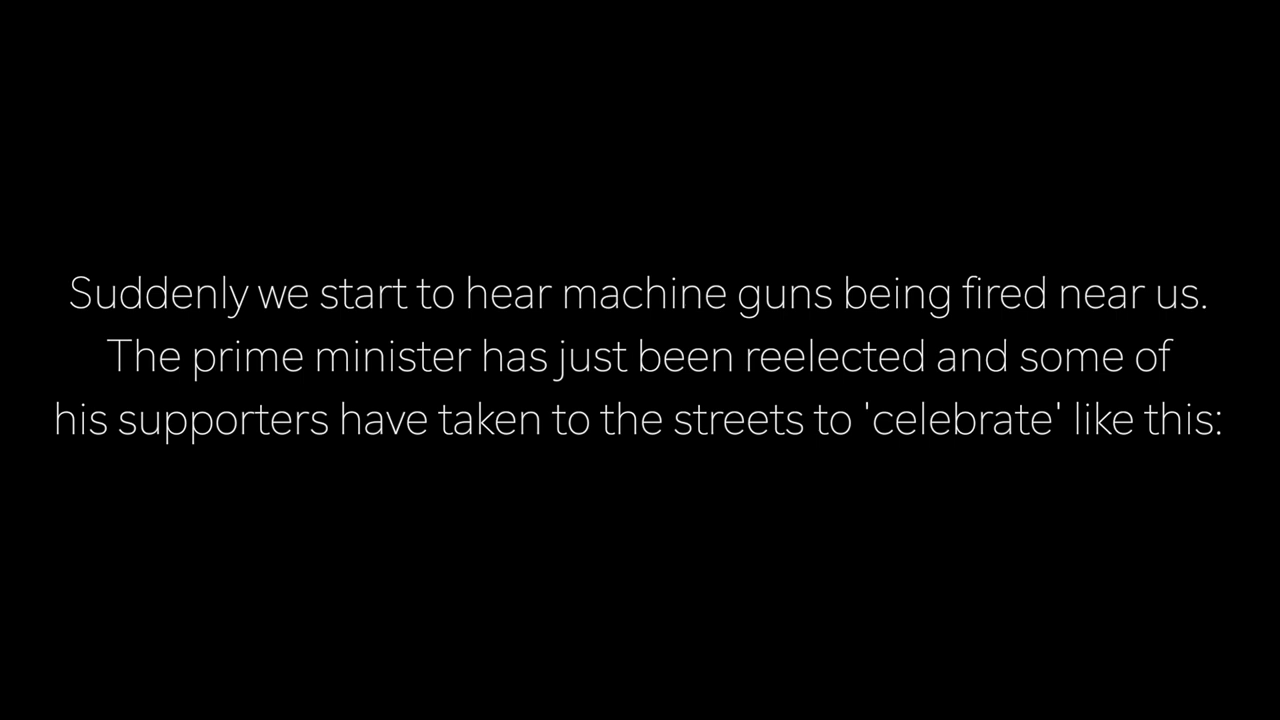 Suddenly we start to hear machine guns being fired near us.
The prime minister has just been reelected and some of
his supporters have taken to the streets to 'celebrate' like this: